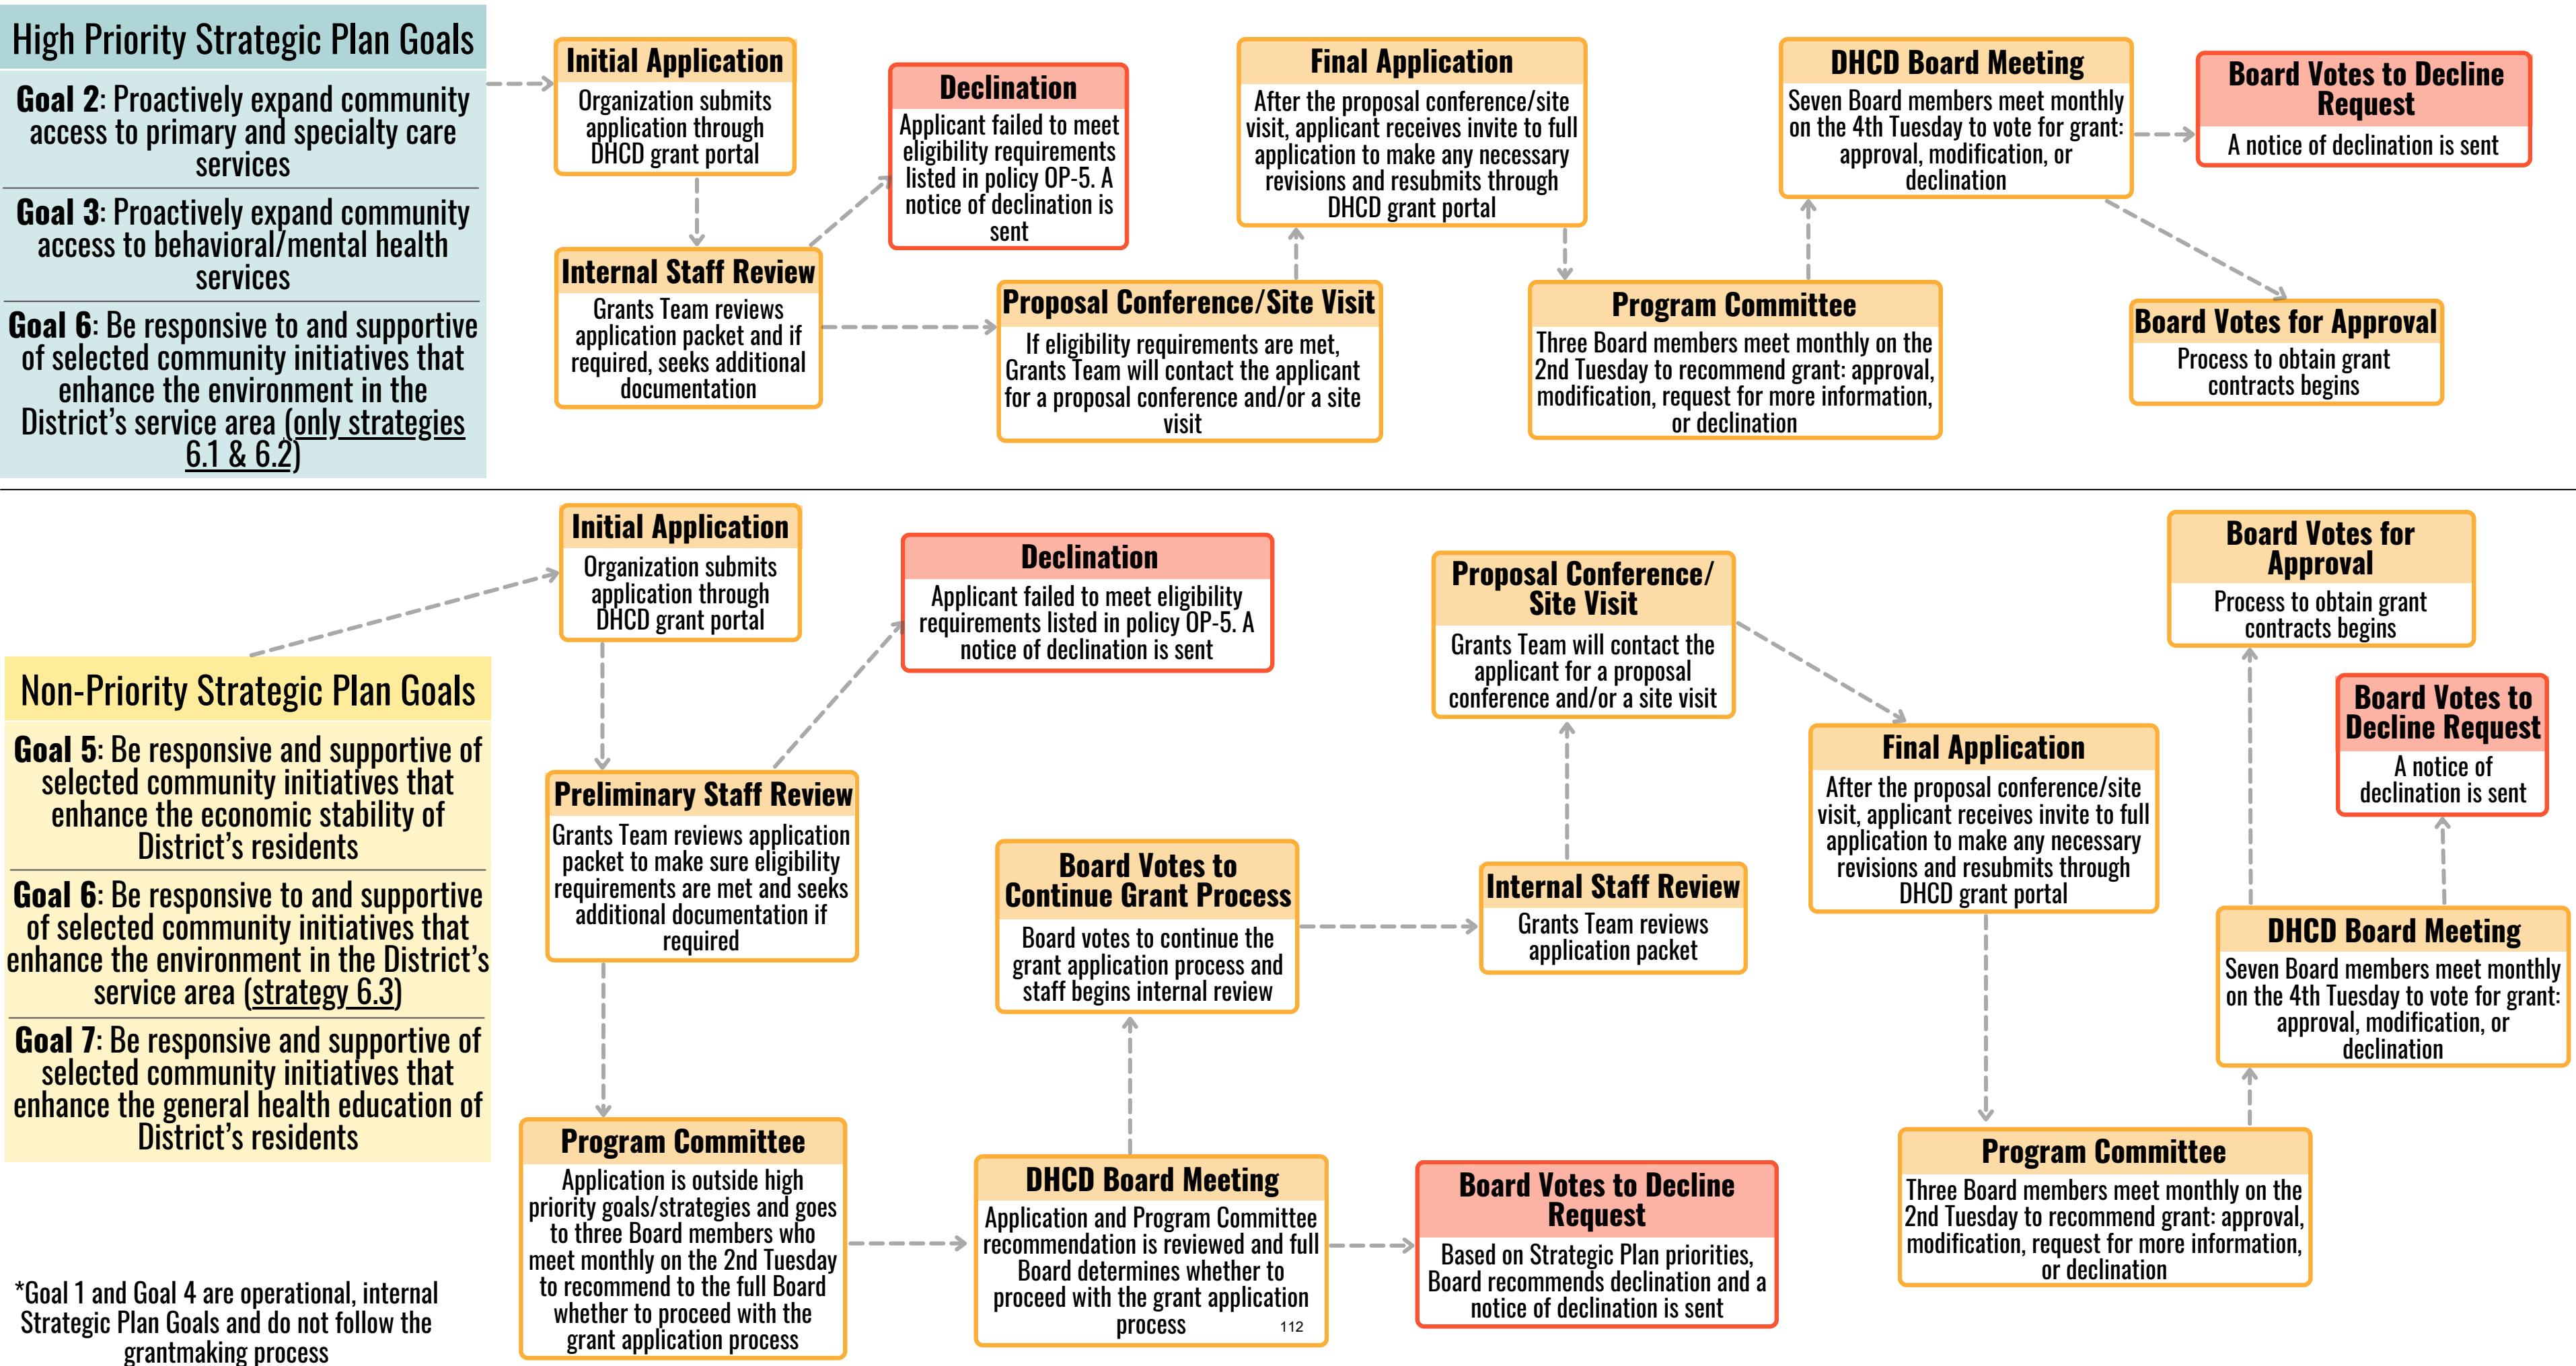 High Priority Strategic Plan Goals
Goal 2: Proactively expand community
access to primary and specialty care
services
Goal 3: Proactively expand community
access to behavioral/mental health
services
Goal 6: Be responsive to and supportive
of selected community initiatives that
enhance the environment in the
District's service area (only strategies
6.1 & 6.2)
Initial Application
Organization submits
application through
DHCD grant portal
Internal Staff Review
Grants Team reviews
application packet and if
required, seeks additional
documentation
Declination
Applicant failed to meet
eligibility requirements
listed in policy OP-5. A
notice of declination is
sent
Proposal Conference/Site Visit
If eligibility requirements are met,
Grants Team will contact the applicant
for a proposal conference and/or a site
visit
Final Application
After the proposal conference/site
visit, applicant receives invite to full
application to make any necessary
revisions and resubmits through
DHCD grant portal
Program Committee
Three Board members meet monthly on the
2nd Tuesday to recommend grant: approval,
modification, request for more information,
or declination
DHCD Board Meeting
Seven Board members meet monthly
on the 4th Tuesday to vote for grant:
approval, modification, or
declination
Board Votes to Decline
Request
A notice of declination is sent
Board Votes for Approval
Process to obtain grant
contracts begins
Non-Priority Strategic Plan Goals
Goal 5: Be responsive and supportive of
selected community initiatives that
enhance the economic stability of
District's residents
Goal 6: Be responsive to and supportive
of selected community initiatives that
enhance the environment in the District's
service area (strategy 6.3)
Goal 7: Be responsive and supportive of
selected community initiatives that
enhance the general health education of
District's residents
*Goal 1 and Goal 4 are operational, internal
Strategic Plan Goals and do not follow the
grantmaking process
Initial Application
Organization submits
application through
DHCD grant portal
Preliminary Staff Review
Grants Team reviews application
packet to make sure eligibility
requirements are met and seeks
additional documentation if
required
Declination
Applicant failed to meet eligibility
requirements listed in policy OP-5. A
notice of declination is sent
Program Committee
Application is outside high
priority goals/strategies and goes
to three Board members who
meet monthly on the 2nd Tuesday
to recommend to the full Board
whether to proceed with the
grant application process
DHCD Board Meeting
Application and Program Committee
recommendation is reviewed and full
Board determines whether to
proceed with the grant application
process
112
Board Votes to Decline
Request
Based on Strategic Plan priorities,
Board recommends declination and a
notice of declination is sent
Board Votes to
Continue Grant Process
Board votes to continue the
grant application process and
staff begins internal review
Internal Staff Review
Grants Team reviews
application packet
Proposal Conference/
Site Visit
Grants Team will contact the
applicant for a proposal
conference and/or a site visit
Final Application
After the proposal conference/site
visit, applicant receives invite to full
application to make any necessary
revisions and resubmits through
DHCD grant portal
Program Committee
Three Board members meet monthly on the
2nd Tuesday to recommend grant: approval,
modification, request for more information,
or declination
DHCD Board Meeting
Seven Board members meet monthly
on the 4th Tuesday to vote for grant:
approval, modification, or
declination
Board Votes for
Approval
Process to obtain grant
contracts begins
Board Votes to
Decline Request
A notice of
declination is sent